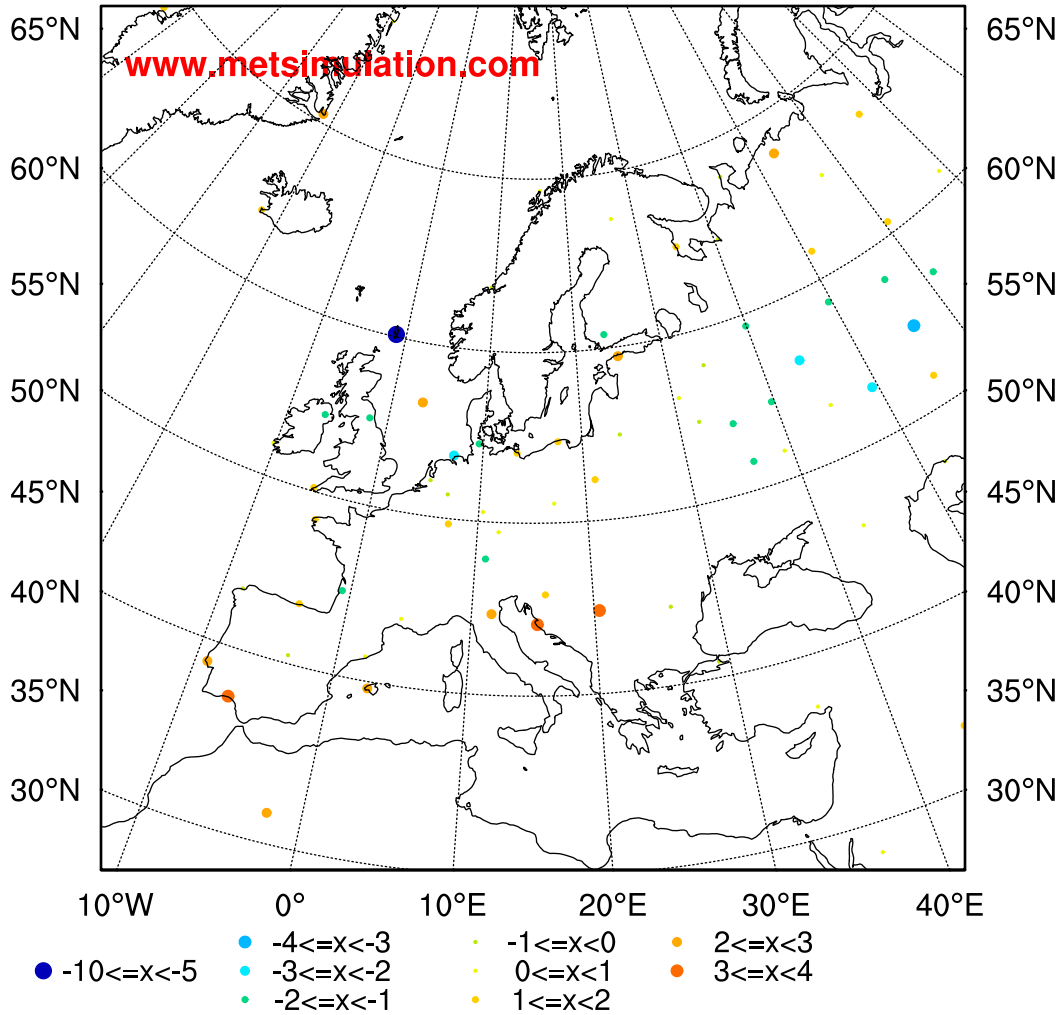 65°N 65°N
www.metsimulation.com
60°N 60°N
55°N 55°N
50°N 50°N
45°N 45°N
40°N 40°N
35°N 35°N
30°N 30°N
10°W 0° 10°E 20°E 30°E 40°E
-4<=x<-3 -1<=x<0 2<=x<3
-10<=x<-5 -3<=x<-2 0<=x<1 3<=x<4
-2<=x<-1 1<=x<2